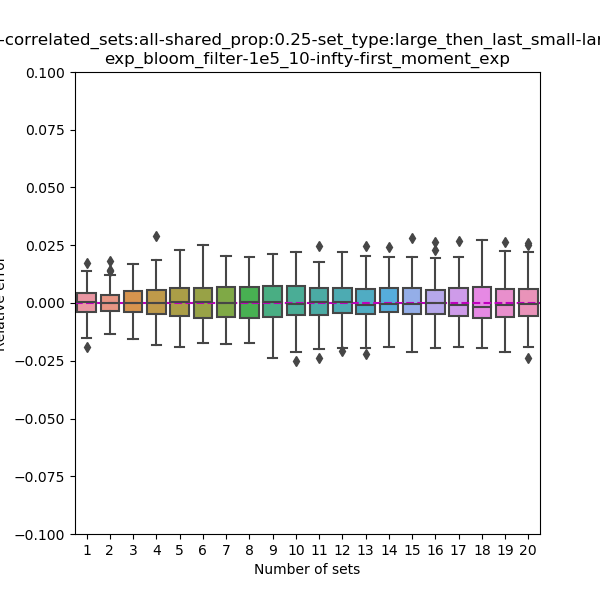 -correlated_sets:all-shared_prop:0.25-set_type:large_then_last_small-lar
exp_bloom_filter-1e5_10-infty-first_moment_exp
0.100
0.075
0.050
0.025
0.000
−0.025
−0.050
−0.075
−0.100
Relative error
1 2 3 4 5 6 7 8 9 10 11 12 13 14 15 16 17 18 19 20
Number of sets